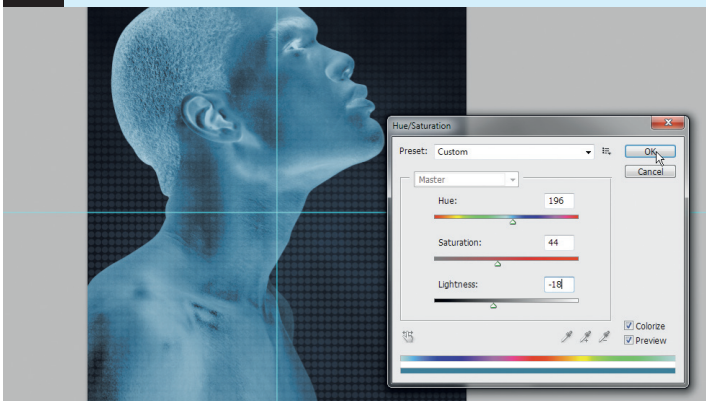 Hue/Saturation
Preset: Custom
OK
Cancel
Master
Hue: 196
Saturation: 44
Lightness: -18
Colorize
Preview